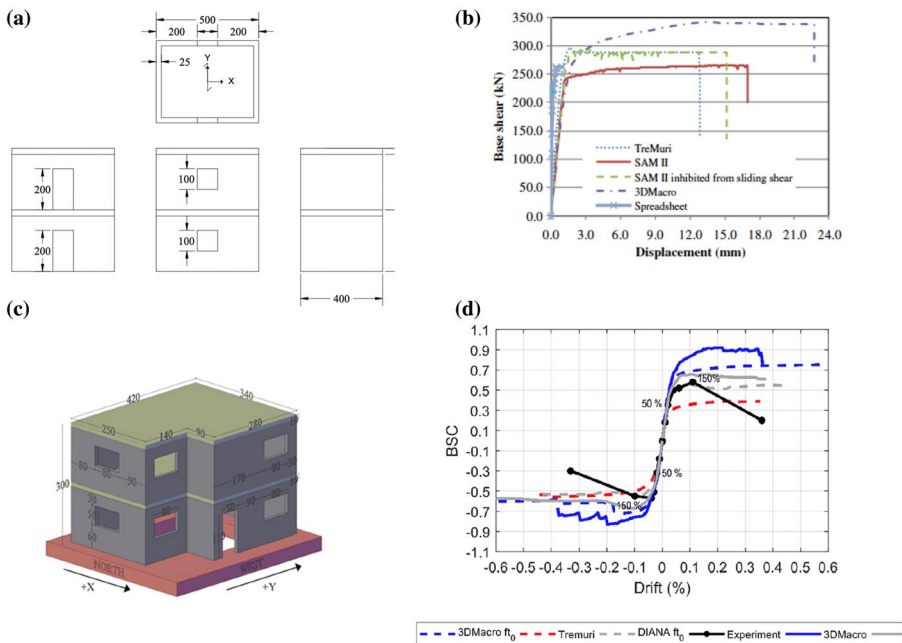 (a)
500
200 200
25
Y
X
200
100
200
100
400
(b)
350.0
300.0
250.0
200.0
150.0
100.0
50.0
0.0
Base shear (kN)
TreMuri
SAM II
SAM II inhibited from sliding shear
3DMacro
Spreadsheet
0.0 3.0 6.0 9.0 12.0 15.0 18.0 21.0 24.0
Displacement (mm)
(c)
420
340
250
140
90
280
80 80 50
170 80
300
50 90
60
NORTH
WEST
+X
+Y
(d)
1.1
0.9
0.7
0.5
0.3
0.1
-0.1
-0.3
-0.5
-0.7
-0.9
-1.1
BSC
150%
50 %
50 %
150%
-0.6 -0.5 -0.4 -0.3 -0.2 -0.1 0 0.1 0.2 0.3 0.4 0.5 0.6
Drift (%)
3DMacro ft0 Tremuri DIANA ft0 Experiment 3DMacro